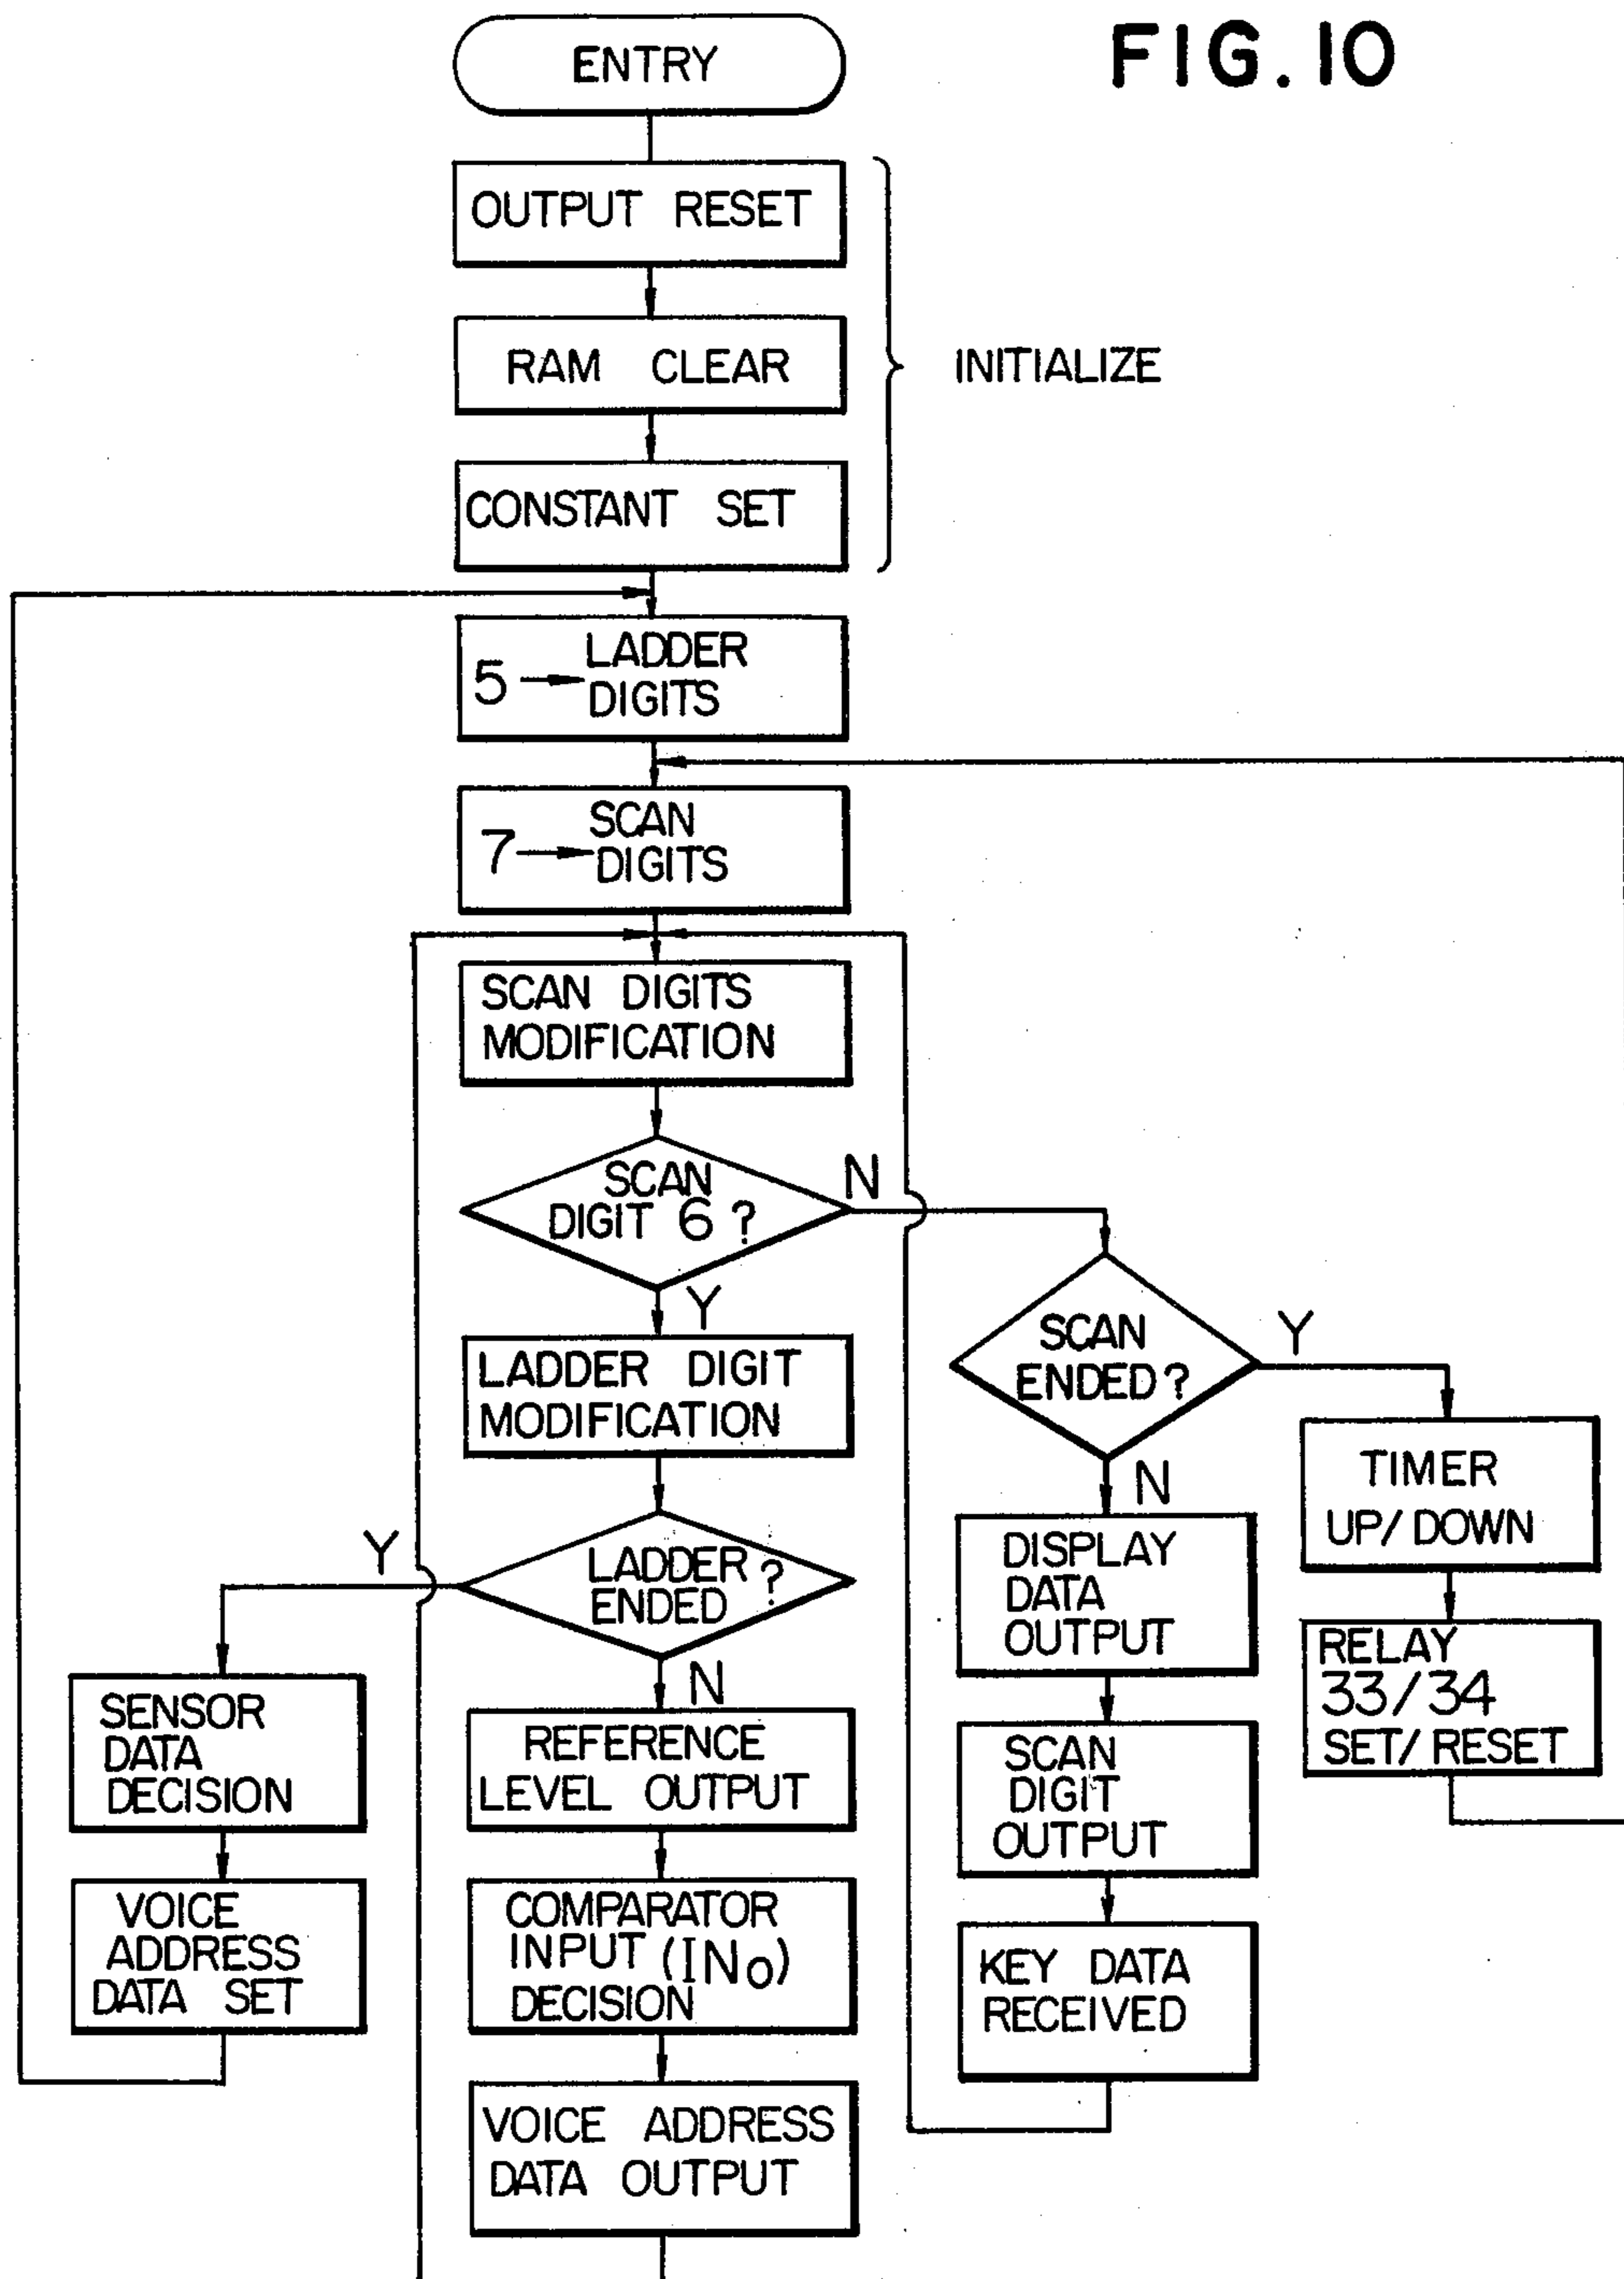 FIG. 10
ENTRY
OUTPUT RESET
RAM CLEAR
INITIALIZE
CONSTANT SET
5 → LADDER
DIGITS
7 → SCAN
DIGITS
SCAN DIGITS
MODIFICATION
SCAN
DIGIT 6 ?
N
Y
LADDER DIGIT
MODIFICATION
SCAN
ENDED ?
Y
N
TIMER
UP/DOWN
RELAY
33/34
SET/RESET
DISPLAY
DATA
OUTPUT
SCAN
DIGIT
OUTPUT
KEY DATA
RECEIVED
LADDER
ENDED ?
Y
N
SENSOR
DATA
DECISION
VOICE
ADDRESS
DATA SET
REFERENCE
LEVEL OUTPUT
COMPARATOR
INPUT (IN0)
DECISION
VOICE ADDRESS
DATA OUTPUT